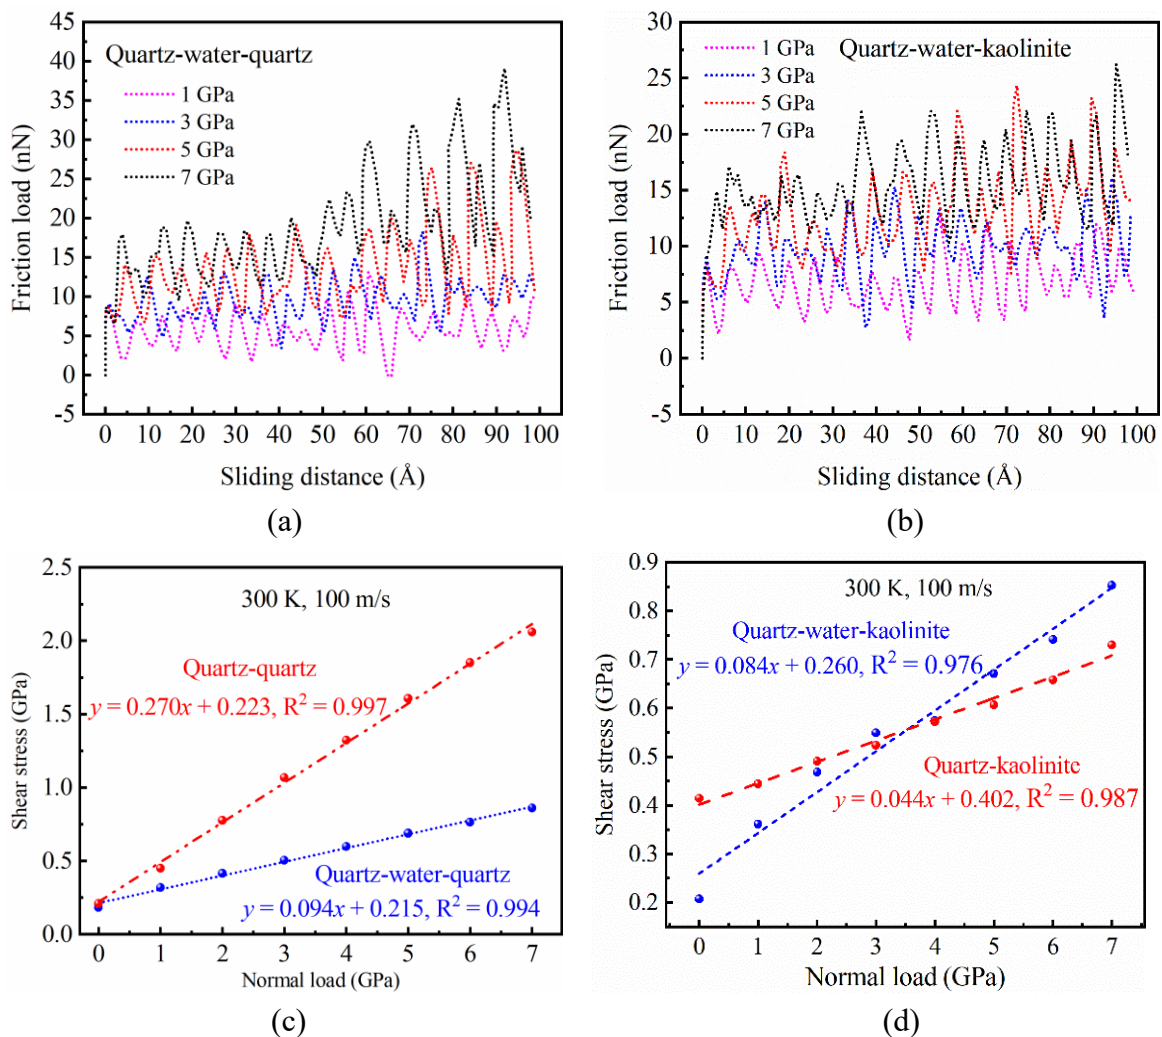 45
40
35
30
25
20
15
10
5
0
-5
Friction load (nN)
Quartz-water-quartz
1 GPa
3 GPa
5 GPa
7 GPa
0 10 20 30 40 50 60 70 80 90 100
Sliding distance (Å)
(a)
30
25
20
15
10
5
0
-5
Friction load (nN)
1 GPa
3 GPa
5 GPa
7 GPa
Quartz-water-kaolinite
0 10 20 30 40 50 60 70 80 90 100
Sliding distance (Å)
(b)
2.5
2.0
1.5
1.0
0.5
0.0
Shear stress (GPa)
300 K, 100 m/s
Quartz-quartz
y = 0.270x + 0.223, R² = 0.997
Quartz-water-quartz
y = 0.094x + 0.215, R² = 0.994
0 1 2 3 4 5 6 7
Normal load (GPa)
(c)
0.9
0.8
0.7
0.6
0.5
0.4
0.3
0.2
Shear stress (GPa)
300 K, 100 m/s
Quartz-water-kaolinite
y = 0.084x + 0.260, R² = 0.976
Quartz-kaolinite
y = 0.044x + 0.402, R² = 0.987
0 1 2 3 4 5 6 7
Normal load (GPa)
(d)